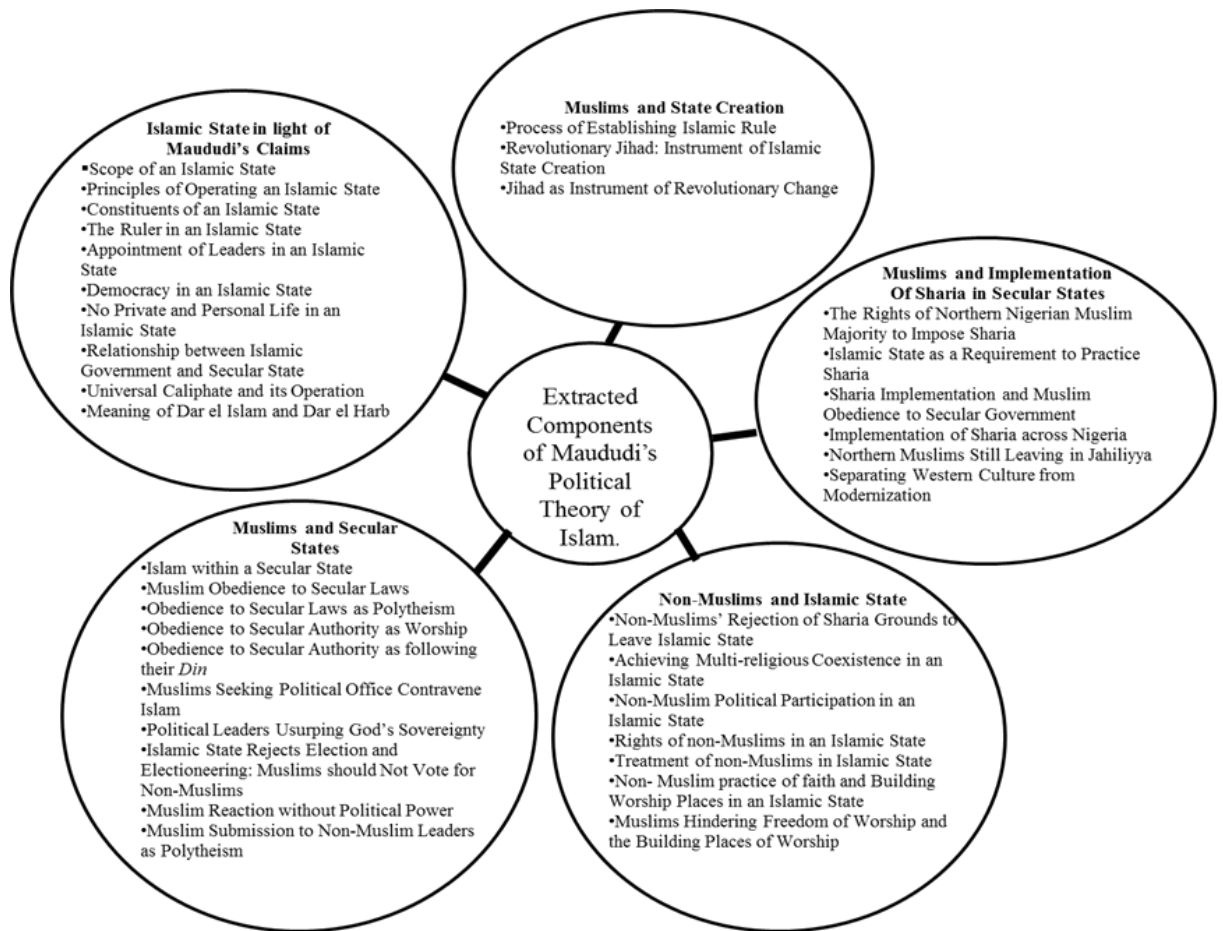 Muslims and State Creation
•Process of Establishing Islamic Rule
•Revolutionary Jihad: Instrument of Islamic
State Creation
•Jihad as Instrument of Revolutionary Change
Islamic State in light of
Maududi's Claims
▪Scope of an Islamic State
•Principles of Operating an Islamic State
•Constituents of an Islamic State
•The Ruler in an Islamic State
•Appointment of Leaders in an Islamic
State
•Democracy in an Islamic State
•No Private and Personal Life in an
Islamic State
•Relationship between Islamic
Government and Secular State
•Universal Caliphate and its Operation
•Meaning of Dar el Islam and Dar el Harb
Muslims and Implementation
Of Sharia in Secular States
•The Rights of Northern Nigerian Muslim
Majority to Impose Sharia
•Islamic State as a Requirement to Practice
Sharia
•Sharia Implementation and Muslim
Obedience to Secular Government
•Implementation of Sharia across Nigeria
•Northern Muslims Still Leaving in Jahiliyya
•Separating Western Culture from
Modernization
Extracted
Components
of Maududi's
Political
Theory of
Islam.
Muslims and Secular
States
•Islam within a Secular State
•Muslim Obedience to Secular Laws
•Obedience to Secular Laws as Polytheism
•Obedience to Secular Authority as Worship
•Obedience to Secular Authority as following
their Din
•Muslims Seeking Political Office Contravene
Islam
•Political Leaders Usurping God's Sovereignty
•Islamic State Rejects Election and
Electioneering: Muslims should Not Vote for
Non-Muslims
•Muslim Reaction without Political Power
•Muslim Submission to Non-Muslim Leaders
as Polytheism
Non-Muslims and Islamic State
•Non-Muslims' Rejection of Sharia Grounds to
Leave Islamic State
•Achieving Multi-religious Coexistence in an
Islamic State
•Non-Muslim Political Participation in an
Islamic State
•Rights of non-Muslims in an Islamic State
•Treatment of non-Muslims in Islamic State
•Non- Muslim practice of faith and Building
Worship Places in an Islamic State
•Muslims Hindering Freedom of Worship and
the Building Places of Worship